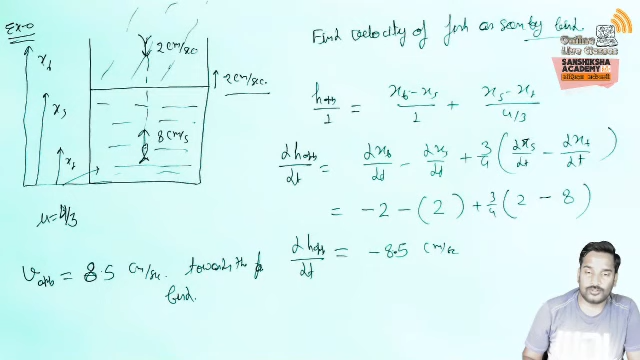 Ex-0
Find velocity of fish as seen by bird.
Online
Live Classes
SANSHIKSHA
ACADEMY
2 cm/sec
x_b
↑ 2 cm/sec.
x_s
8 cm/s
x_f
μ = 4/3
h_app/1 = (x_b - x_s)/1 + (x_s - x_f)/4/3
dh_app/dt = dx_b/dt - dx_s/dt + 3/4 (dx_s/dt - dx_f/dt)
= -2 - (2) + 3/4 (2 - 8)
dh_app/dt = -8.5 cm/sec
V_app = 8.5 cm/sec. towards the
bird.